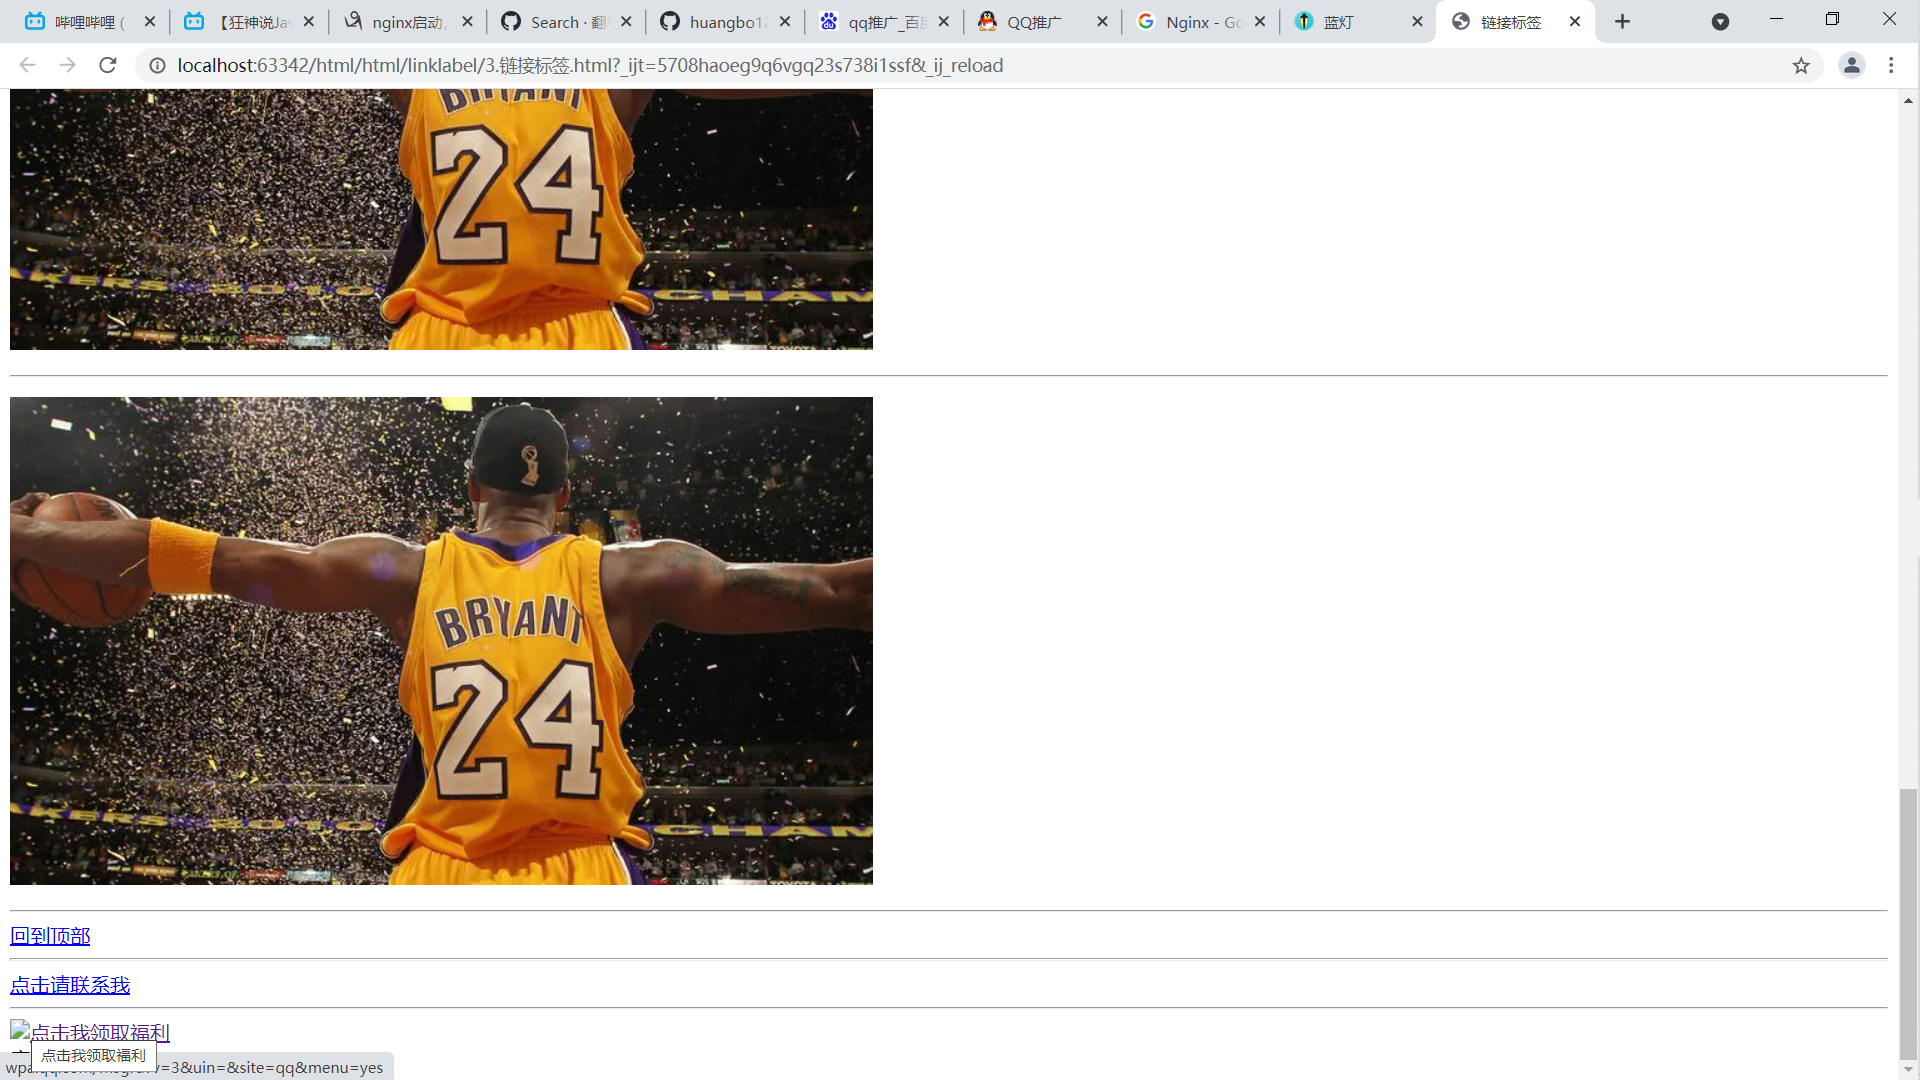 哔哩哔哩 (
【狂神说Ja
nginx启动
Search · 翻
huangbo12
qq推广_百度
QQ推广
Nginx - Go
蓝灯
链接标签
localhost:63342/html/html/linklabel/3.链接标签.html?_ijt=5708haoeg9q6vgq23s738i1ssf&_ij_reload
BRYANT
24
BRYANT
24
回到顶部
点击请联系我
点击我领取福利
点击我领取福利
v=3&uin=&site=qq&menu=yes